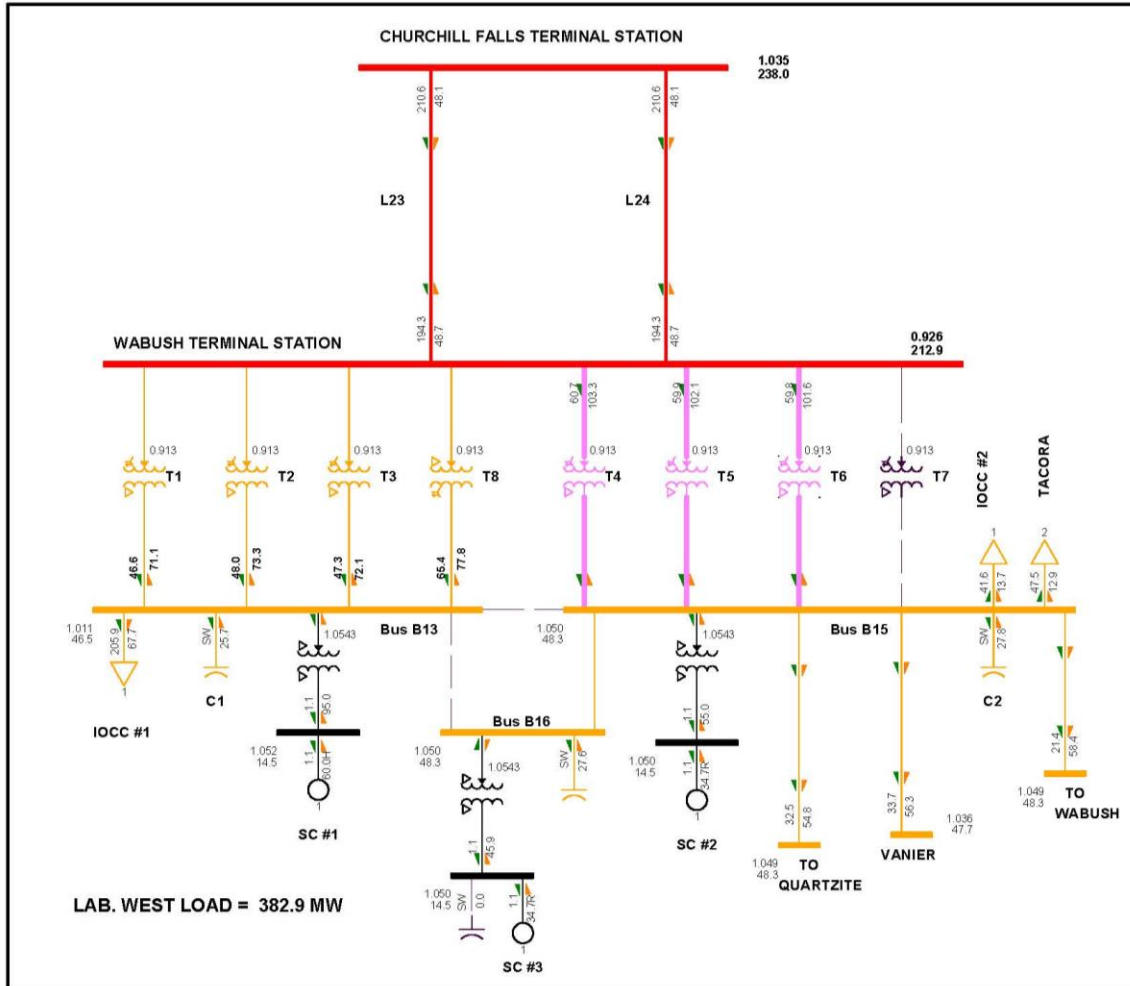 CHURCHILL FALLS TERMINAL STATION
1.035
238.0
210.6
48.1
210.6
48.1
L23
L24
194.3
48.7
194.3
48.7
WABUSH TERMINAL STATION
0.926
212.9
60.7
103.3
59.9
102.1
59.8
101.6
0.913
T1
0.913
T2
0.913
T3
0.913
T8
0.913
T4
0.913
T5
0.913
T6
0.913
T7
IOCC #2
TACORA
46.6
71.1
48.0
73.3
47.3
72.1
65.4
77.8
1
2
41.6
13.7
47.5
12.9
1.011
46.5
Bus B13
1.050
48.3
Bus B15
205.9
67.7
SW
25.7
1.0543
1.0543
SW
27.8
1
IOCC #1
C1
C2
1.1
95.0
Bus B16
1.050
48.3
1.1
55.0
1.052
14.5
1.1
60.0H
1
SC #1
1.0543
SW
27.6
1.050
14.5
1.1
34.7R
1
SC #2
21.4
58.4
1.049
48.3
TO
WABUSH
32.5
54.8
33.7
56.3
1.036
47.7
VANIER
1.049
48.3
TO
QUARTZITE
1.1
45.9
1.050
14.5
SW
0.0
1.1
34.7R
1
SC #3
LAB. WEST LOAD = 382.9 MW